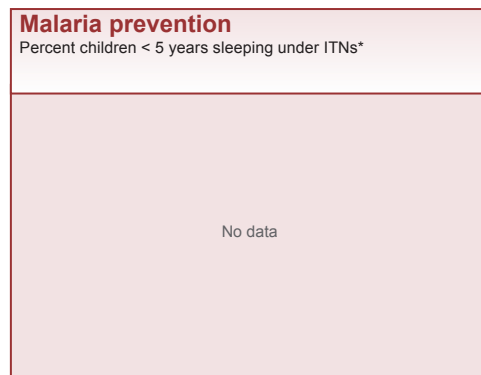 Malaria prevention
Percent children < 5 years sleeping under ITNs*
No data